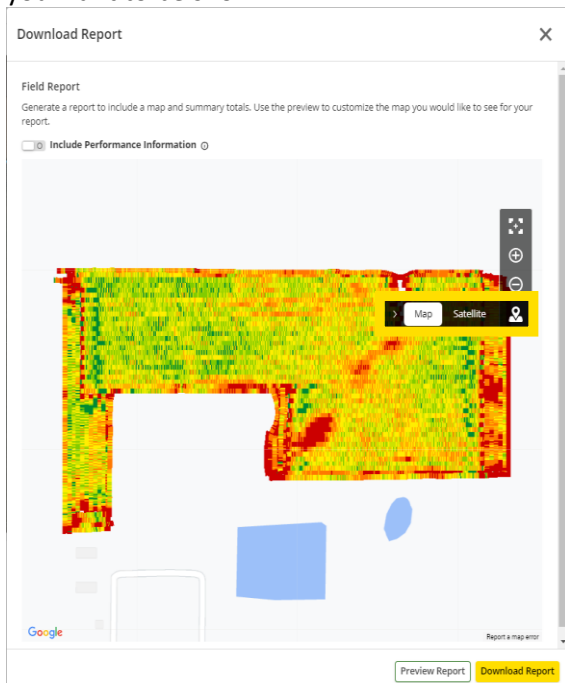 Download Report
Field Report
Generate a report to include a map and summary totals. Use the preview to customize the map you would like to see for your
report.
Include Performance Information
Map Satellite
Google
Report a map error
Preview Report Download Report